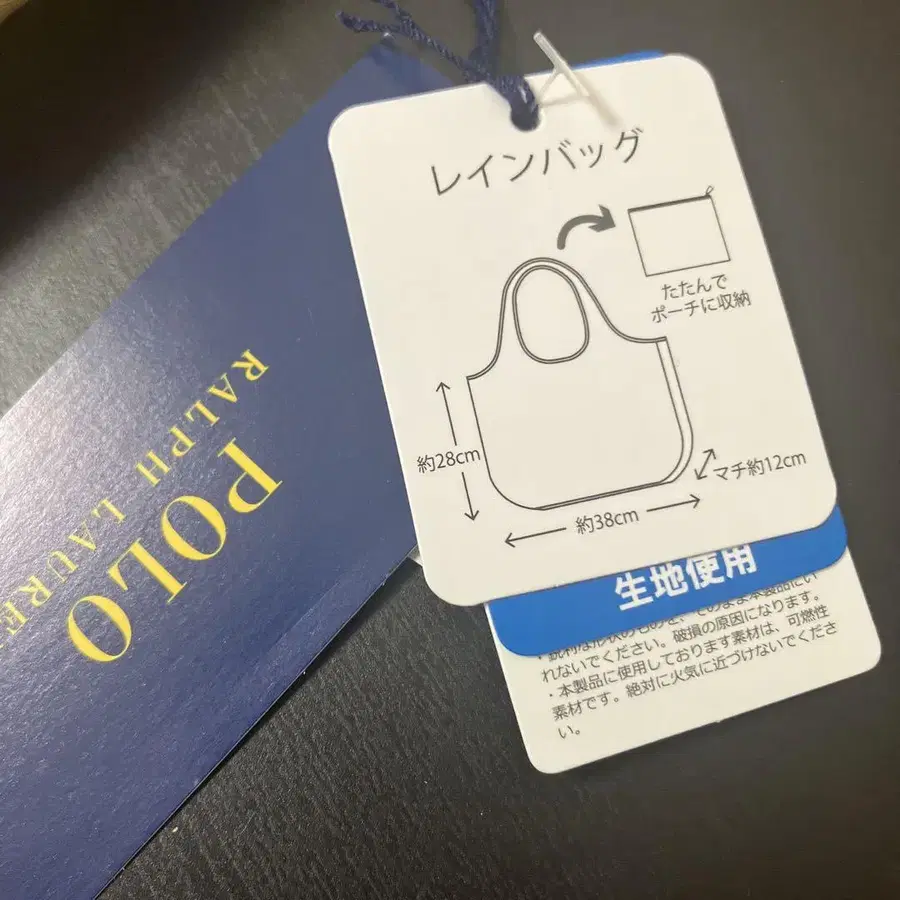 POLO
RALPH LAURE
レインバッグ
たたんで
ポーチに収納
約28cm
マチ約12cm
約38cm
生地使用
れないでください。破損の原因になります。
・本製品に使用しております素材は、可燃性
素材です。絶対に火気に近づけないでくださ
い。